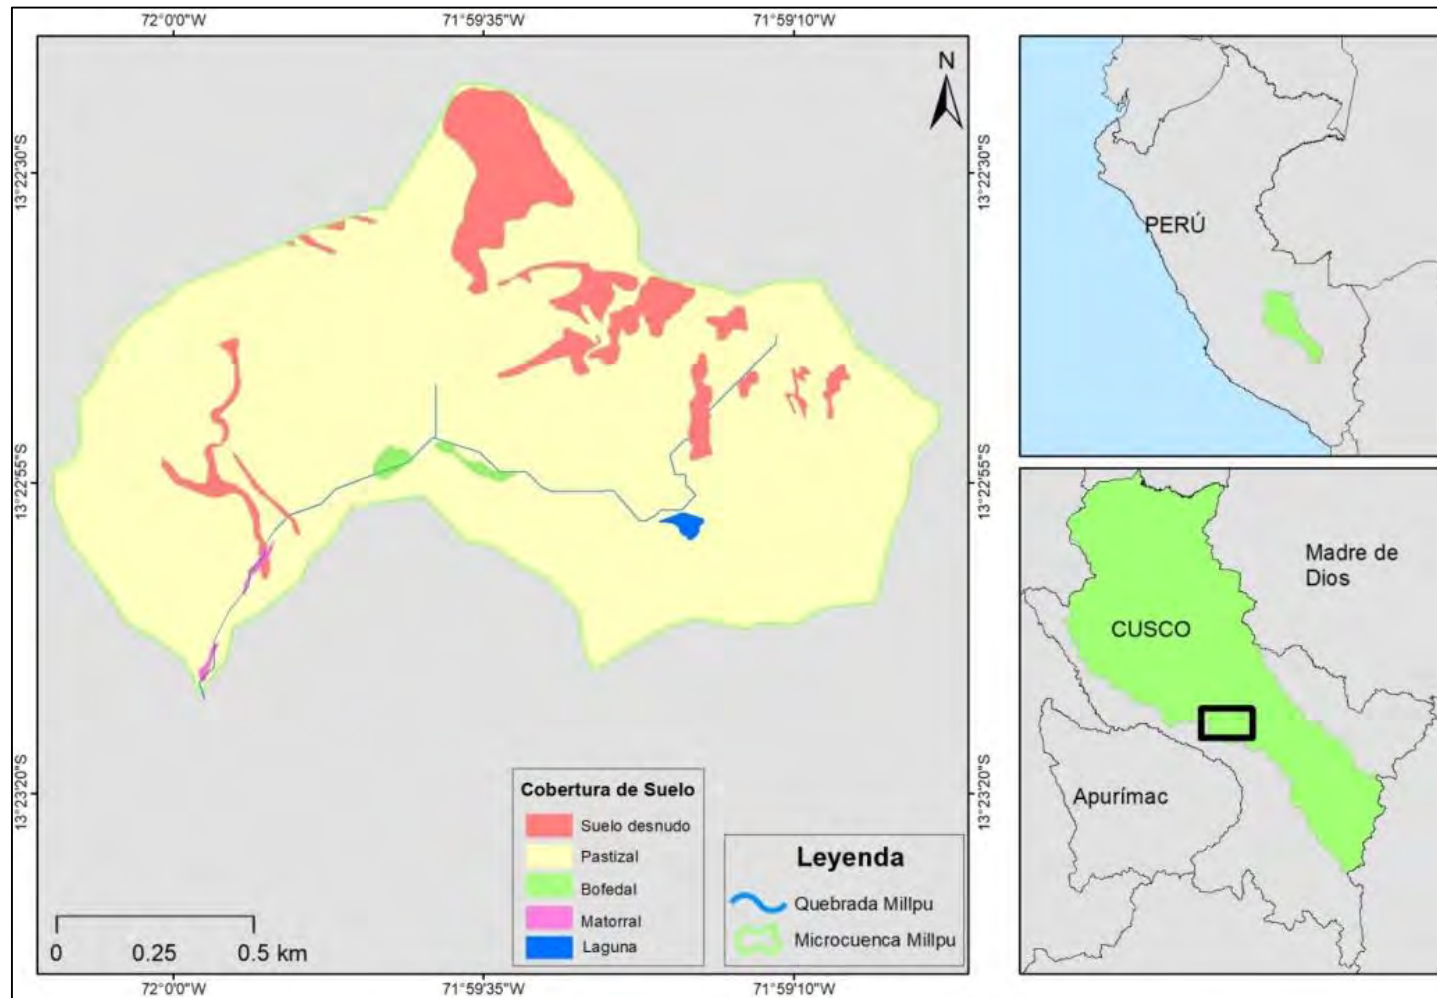 72°0'0"W
71°59'35"W
71°59'10"W
N
13°22'30"S
13°22'30"S
13°22'55"S
13°22'55"S
13°23'20"S
13°23'20"S
Cobertura de Suelo
Suelo desnudo
Pastizal
Bofedal
Matorral
Laguna
Leyenda
Quebrada Millpu
Microcuenca Millpu
0 0.25 0.5 km
72°0'0"W
71°59'35"W
71°59'10"W
PERÚ
Madre de
Dios
CUSCO
Apurímac